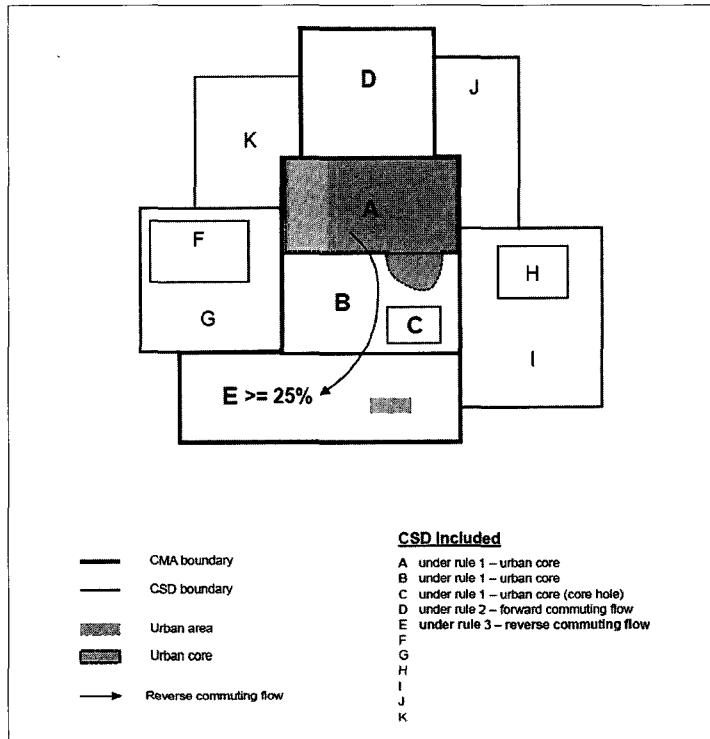 D
J
K
A
F
B
H
C
G
I
E >= 25%
CMA boundary
CSD boundary
Urban area
Urban core
Reverse commuting flow
CSD Included
A under rule 1 – urban core
B under rule 1 – urban core
C under rule 1 – urban core (core hole)
D under rule 2 – forward commuting flow
E under rule 3 – reverse commuting flow
F
G
H
I
J
K